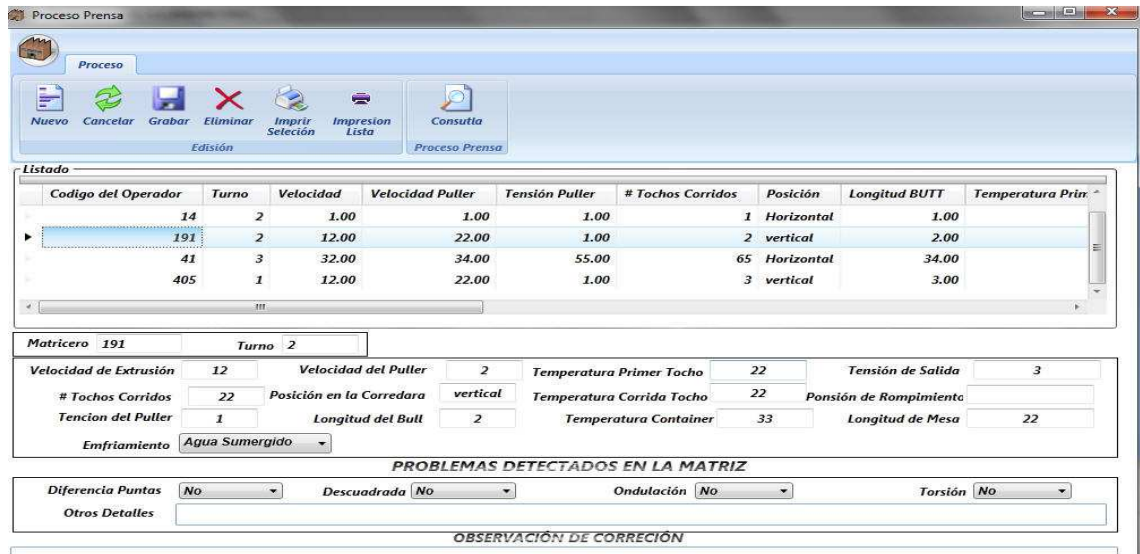 Proceso Prensa
Proceso
Nuevo Cancelar Grabar Eliminar Imprir Seleción Impresion Lista Consutla
Edisión Proceso Prensa
Listado
Codigo del Operador Turno Velocidad Velocidad Puller Tensión Puller # Tochos Corridos Posición Longitud BUTT Temperatura Prim
14 2 1.00 1.00 1.00 1 Horizontal 1.00
191 2 12.00 22.00 1.00 2 vertical 2.00
41 3 32.00 34.00 55.00 65 Horizontal 34.00
405 1 12.00 22.00 1.00 3 vertical 3.00
Matricero 191 Turno 2
Velocidad de Extrusión 12 Velocidad del Puller 2 Temperatura Primer Tocho 22 Tensión de Salida 3
# Tochos Corridos 22 Posición en la Corredara vertical Temperatura Corrida Tocho 22 Ponsión de Rompimiento
Tencion del Puller 1 Longitud del Bull 2 Temperatura Container 33 Longitud de Mesa 22
Emfriamiento Agua Sumergido
PROBLEMAS DETECTADOS EN LA MATRIZ
Diferencia Puntas No Descuadrada No Ondulación No Torsión No
Otros Detalles
OBSERVACIÓN DE CORRECIÓN